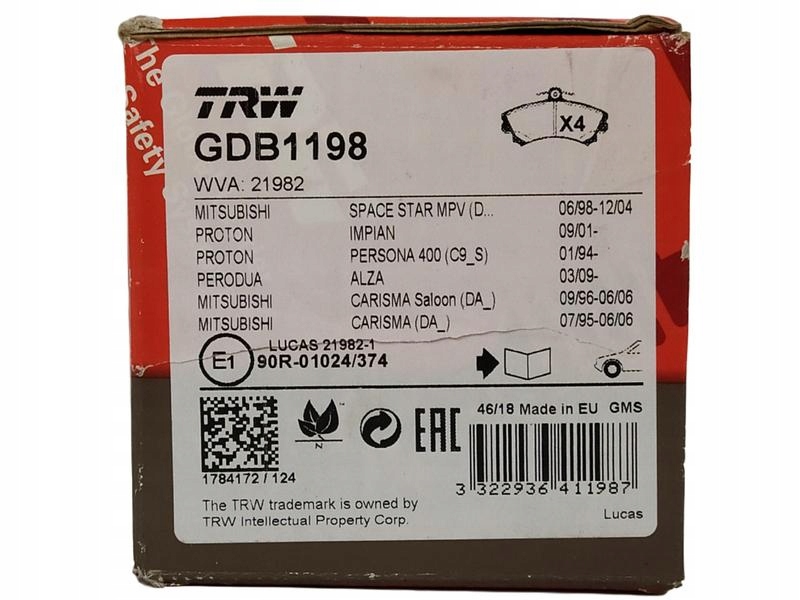 The
Safety
TRW
GDB1198
X4
WVA: 21982
MITSUBISHI SPACE STAR MPV (D... 06/98-12/04
PROTON IMPIAN 09/01-
PROTON PERSONA 400 (C9_S) 01/94-
PERODUA ALZA 03/09-
MITSUBISHI CARISMA Saloon (DA_) 09/96-06/06
MITSUBISHI CARISMA (DA_) 07/95-06/06
E1
LUCAS 21982-1
90R-01024/374
N
EAC
46/18 Made in EU GMS
1784172 / 124
3 322936 411987
The TRW trademark is owned by
TRW Intellectual Property Corp.
Lucas